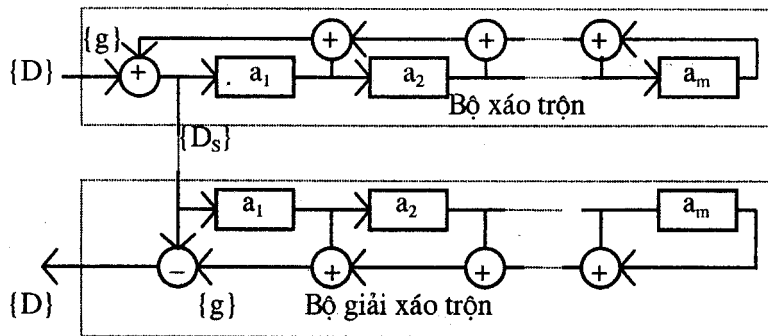 {g}
+ + +
{D} + a₁ a₂ aₘ
Bộ xáo trộn
{Dₛ}
a₁ a₂ aₘ
− + + +
{D} {g} Bộ giải xáo trộn